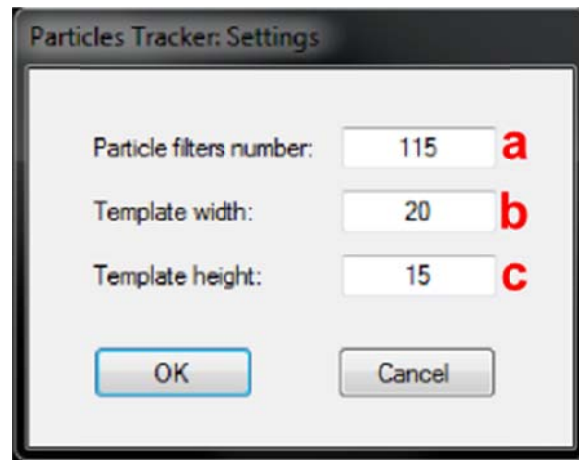 Particles Tracker: Settings
Particle filters number: 115 a
Template width: 20 b
Template height: 15 c
OK Cancel